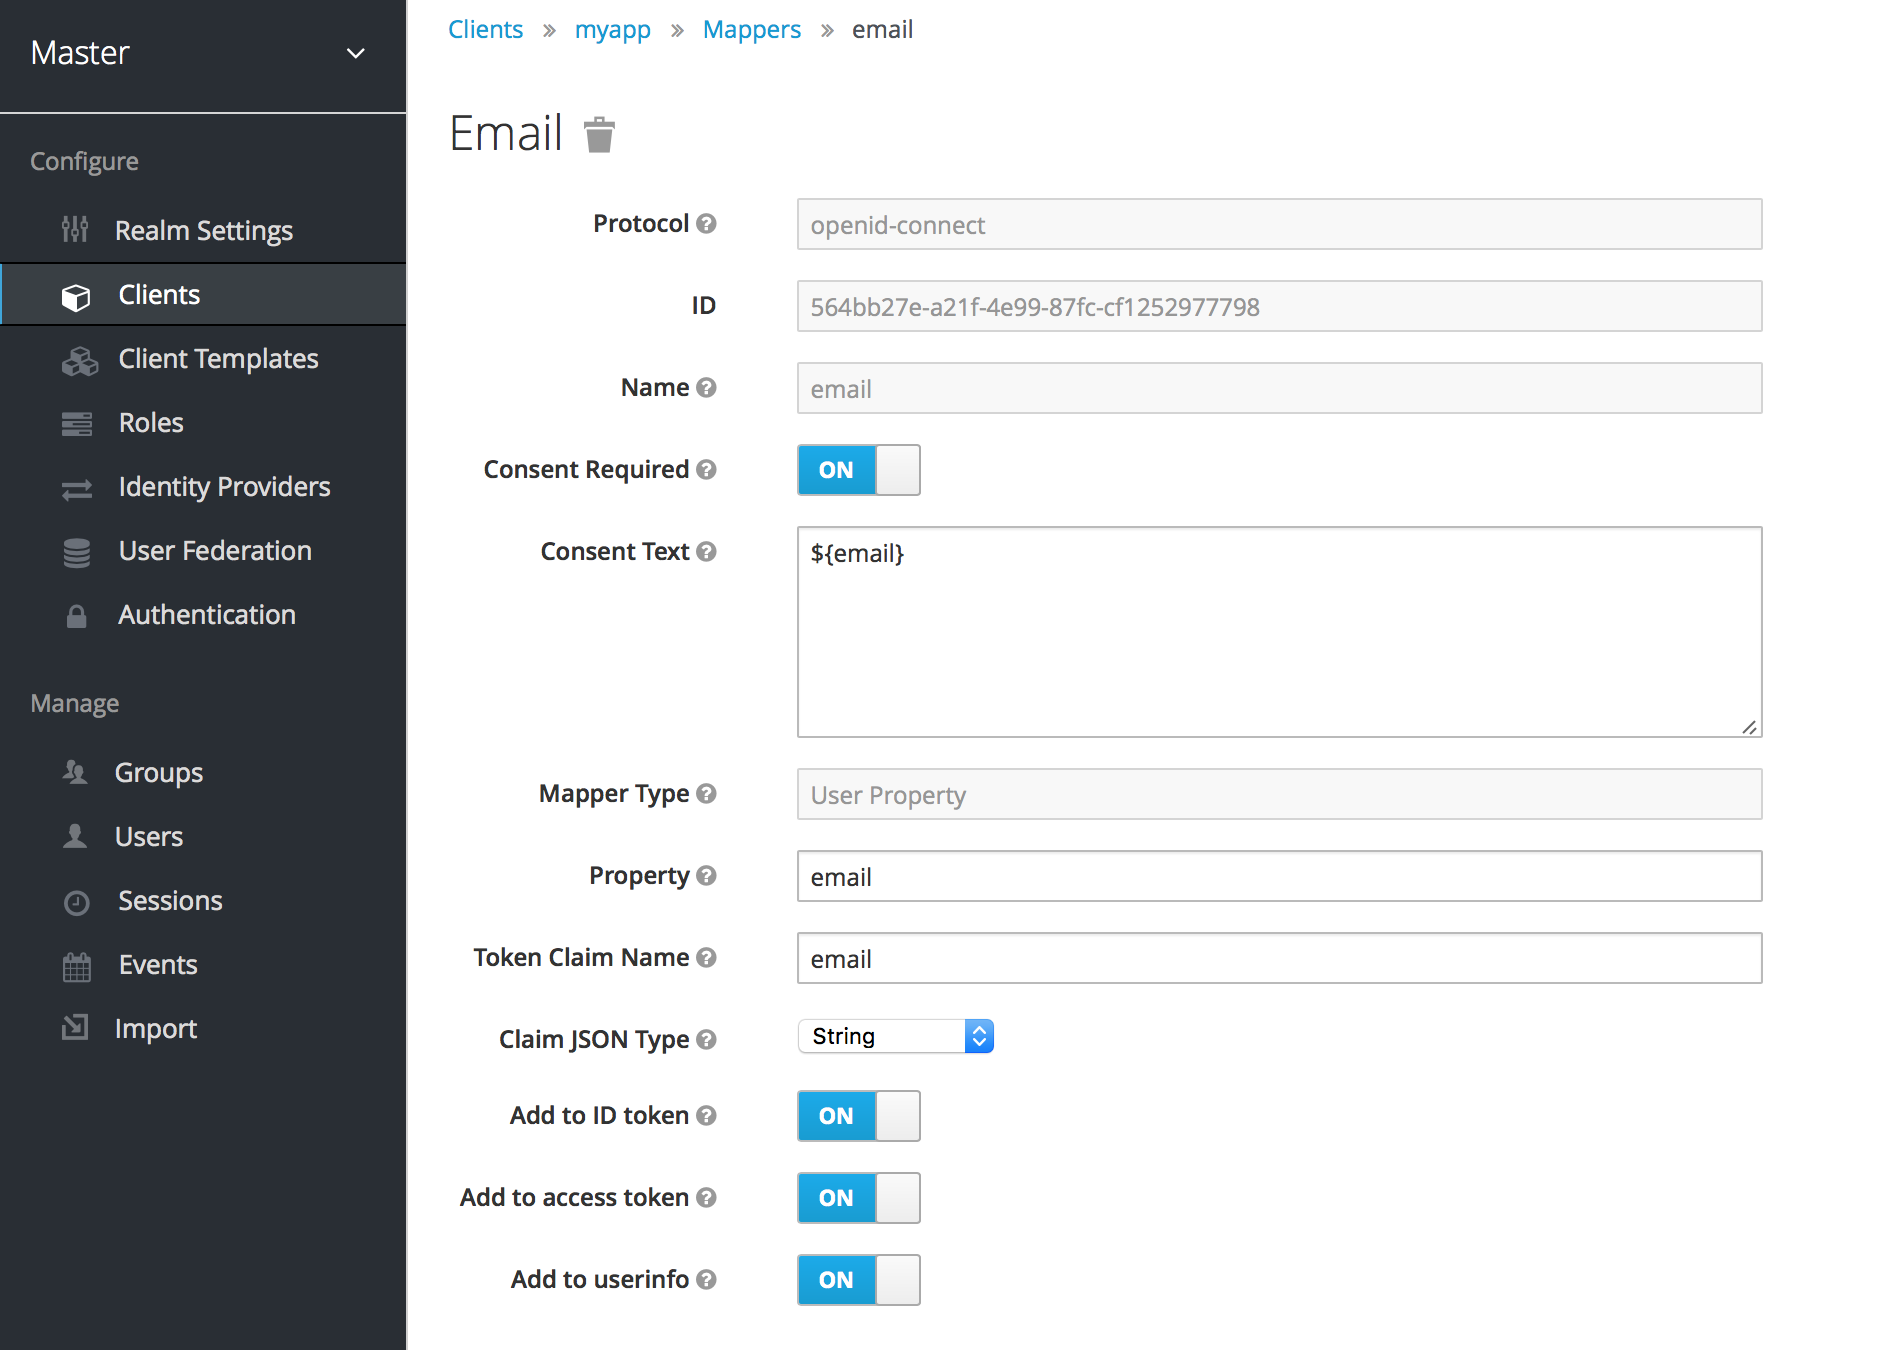 Master
Configure
Realm Settings
Clients
Client Templates
Roles
Identity Providers
User Federation
Authentication
Manage
Groups
Users
Sessions
Events
Import
Clients » myapp » Mappers » email
Email
Protocol ? openid-connect
ID 564bb27e-a21f-4e99-87fc-cf1252977798
Name ? email
Consent Required ? ON
Consent Text ? ${email}
Mapper Type ? User Property
Property ? email
Token Claim Name ? email
Claim JSON Type ? String
Add to ID token ? ON
Add to access token ? ON
Add to userinfo ? ON